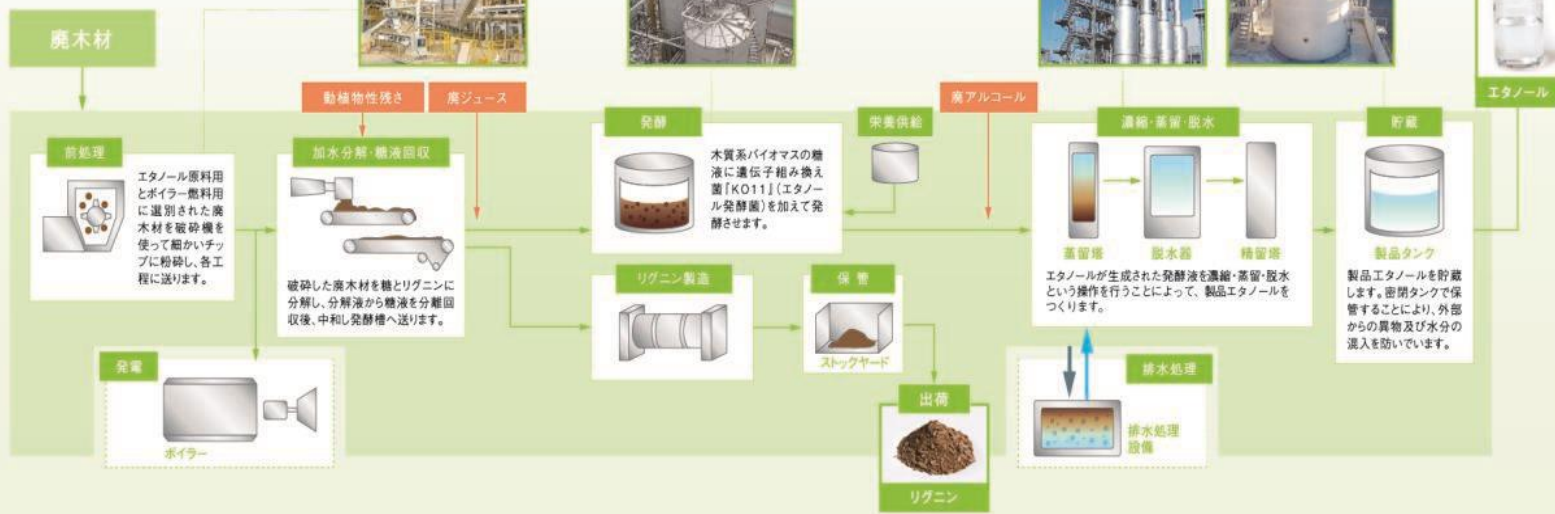 廃木材
エタノール
動植物性残さ
廃ジュース
廃アルコール
前処理
エタノール原料用
とボイラー燃料用
に選別された廃
木材を破砕機を
使って細かいチッ
プに粉砕し、各工
程に送ります。
加水分解・糖液回収
破砕した廃木材を糖とリグニンに
分解し、分解液から糖液を分離回
収後、中和し発酵槽へ送ります。
発酵
木質系バイオマスの糖
液に遺伝子組み換え
菌「KO11」(エタノー
ル発酵菌)を加えて発
酵させます。
栄養供給
濃縮・蒸留・脱水
蒸留塔
脱水器
精留塔
エタノールが生成された発酵液を濃縮・蒸留・脱水
という操作を行うことによって、製品エタノールを
つくります。
貯蔵
製品タンク
製品エタノールを貯蔵
します。密閉タンクで保
管することにより、外部
からの異物及び水分の
混入を防いでいます。
リグニン製造
保管
ストックヤード
発電
ボイラー
出荷
リグニン
排水処理
排水処理
設備